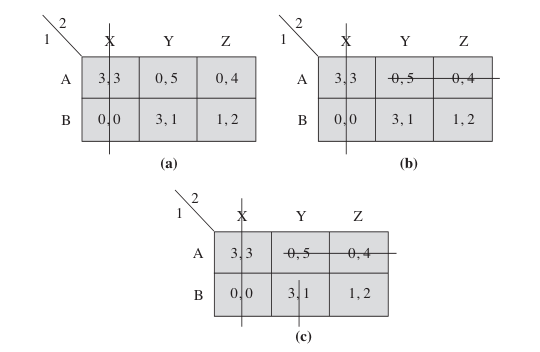 2
1
X Y Z
A 3, 3 0, 5 0, 4
B 0, 0 3, 1 1, 2
(a)
2
1
X Y Z
A 3, 3 0, 5 0, 4
B 0, 0 3, 1 1, 2
(b)
2
1
X Y Z
A 3, 3 0, 5 0, 4
B 0, 0 3, 1 1, 2
(c)